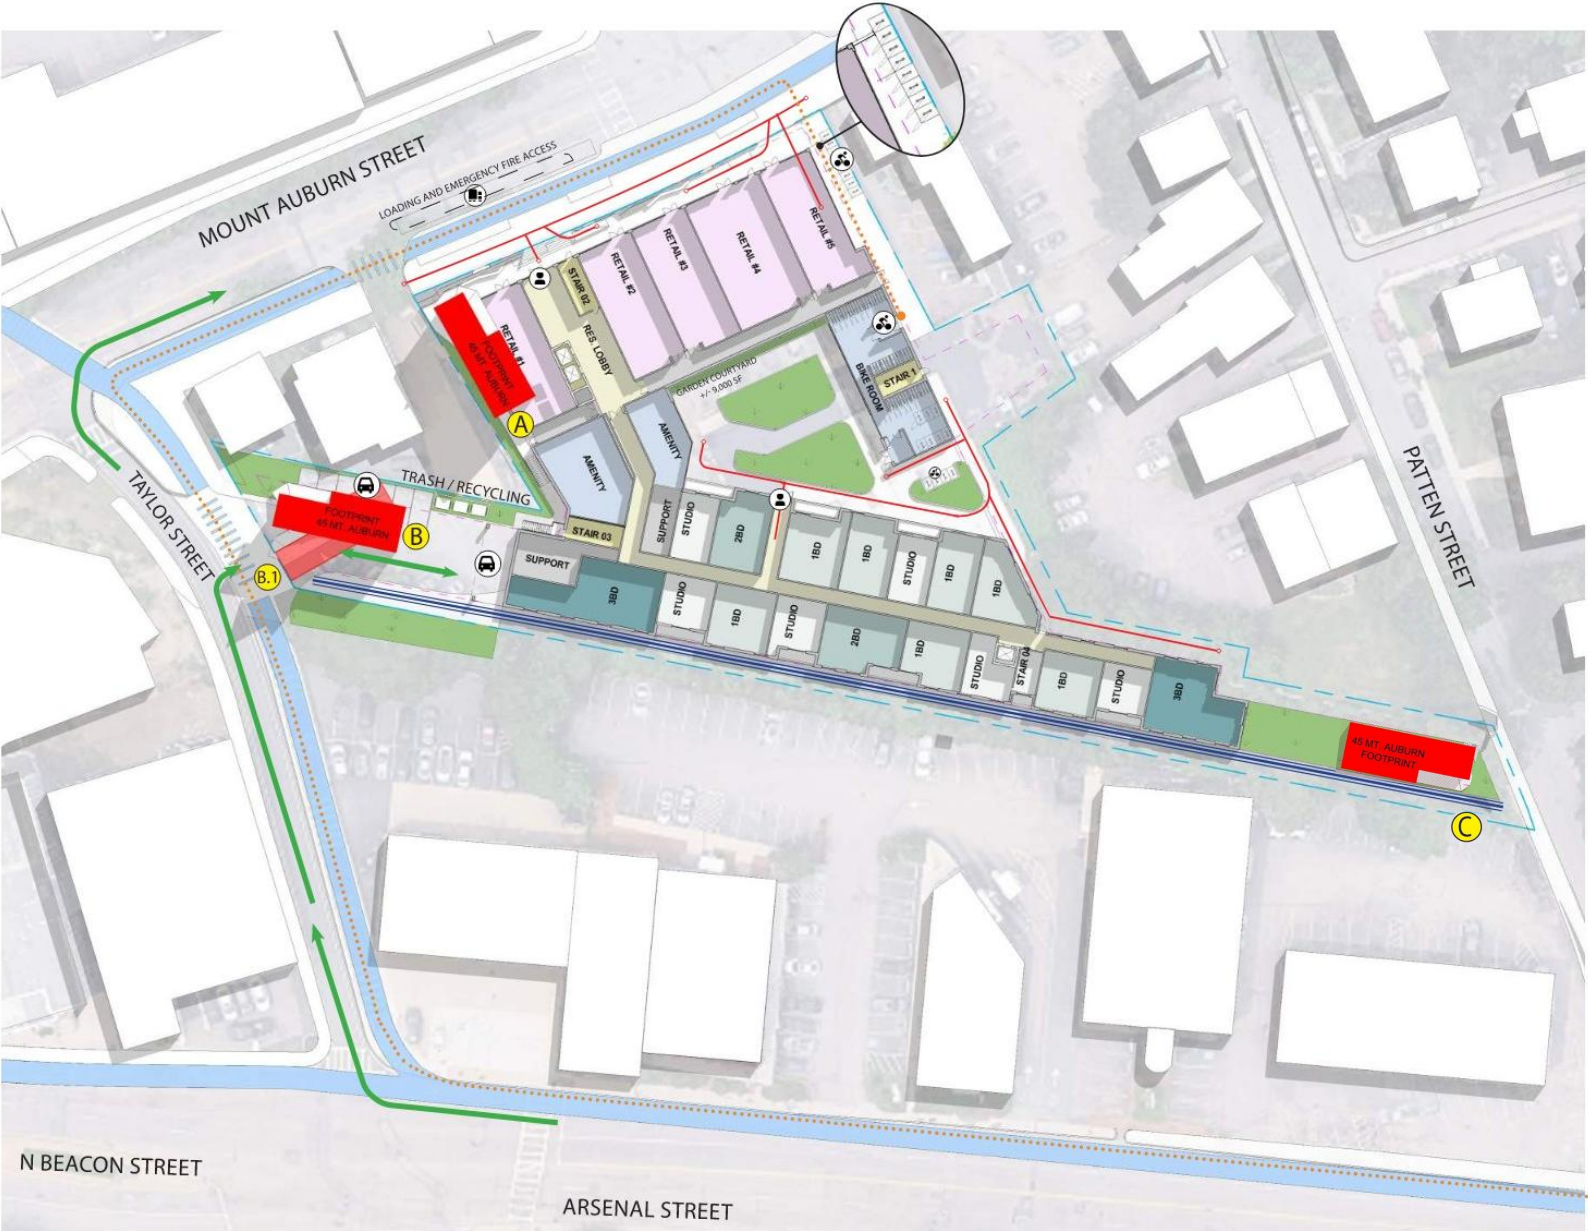 MOUNT AUBURN STREET
LOADING AND EMERGENCY FIRE ACCESS
RETAIL #5
RETAIL #4
RETAIL #3
RETAIL #2
STAIR 02
RES. LOBBY
RETAIL #1
FOOTPRINT
45 MT. AUBURN
A
GARDEN COURTYARD
+/- 9,000 SF
BIKE ROOM
STAIR 1
AMENITY
AMENITY
TRASH / RECYCLING
TAYLOR STREET
FOOTPRINT
45 MT. AUBURN
B
B.1
STAIR 03
SUPPORT
SUPPORT
STUDIO
2BD
1BD
1BD
STUDIO
1BD
1BD
3BD
STUDIO
1BD
STUDIO
2BD
1BD
STUDIO
STAIR 04
1BD
STUDIO
3BD
PATTEN STREET
45 MT. AUBURN
FOOTPRINT
C
N BEACON STREET
ARSENAL STREET